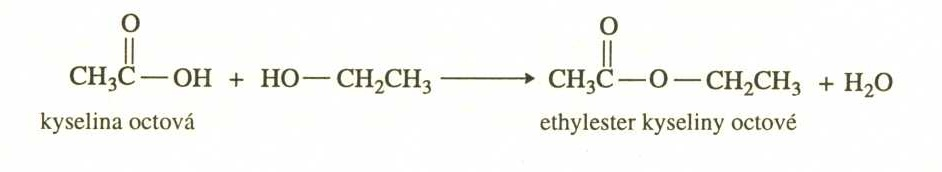 O O
CH₃C—OH + HO—CH₂CH₃ ⟶ CH₃C—O—CH₂CH₃ + H₂O
kyselina octová ethylester kyseliny octové